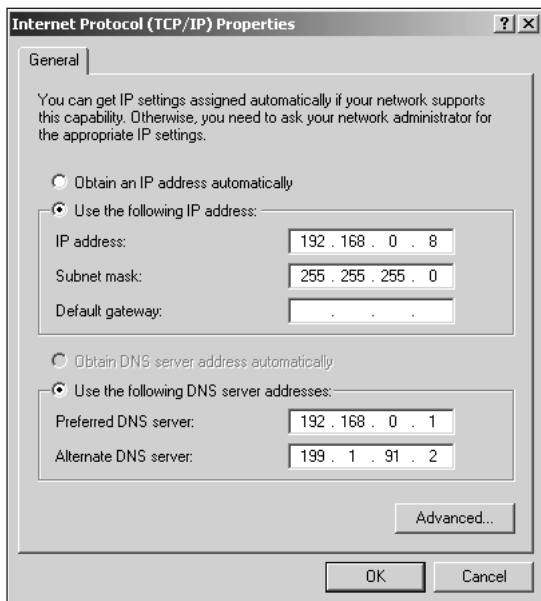 Internet Protocol (TCP/IP) Properties ? X
General
You can get IP settings assigned automatically if your network supports
this capability. Otherwise, you need to ask your network administrator for
the appropriate IP settings.
Obtain an IP address automatically
Use the following IP address:
IP address: 192 . 168 . 0 . 8
Subnet mask: 255 . 255 . 255 . 0
Default gateway: . . .
Obtain DNS server address automatically
Use the following DNS server addresses:
Preferred DNS server: 192 . 168 . 0 . 1
Alternate DNS server: 199 . 1 . 91 . 2
Advanced...
OK Cancel